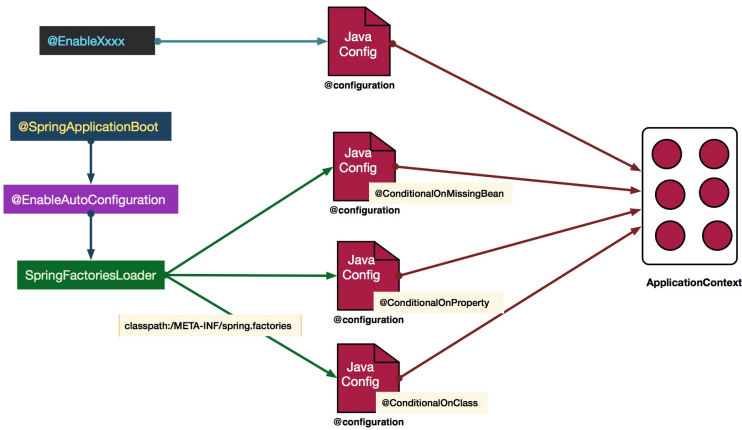 @EnableXxxx
Java
Config
@configuration
@SpringApplicationBoot
Java
Config
@ConditionalOnMissingBean
@configuration
@EnableAutoConfiguration
SpringFactoriesLoader
Java
Config
@ConditionalOnProperty
@configuration
ApplicationContext
classpath:/META-INF/spring.factories
Java
Config
@ConditionalOnClass
@configuration